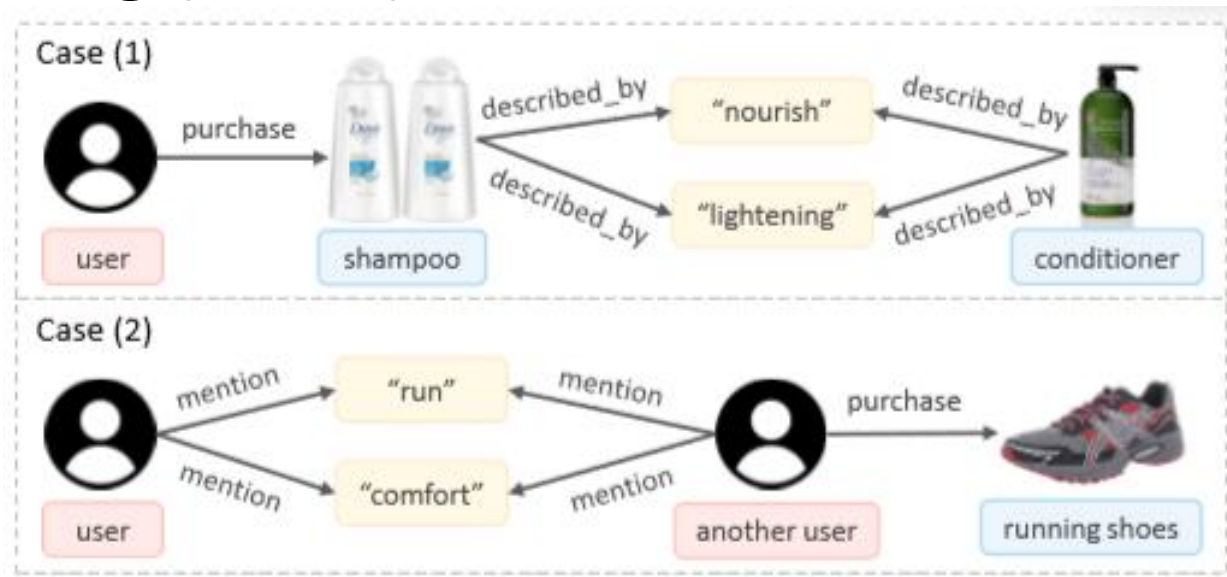 Case (1)
purchase
described_by
"nourish"
described_by
described_by
"lightening"
described_by
user
shampoo
conditioner
Case (2)
mention
"run"
mention
purchase
mention
"comfort"
mention
user
another user
running shoes